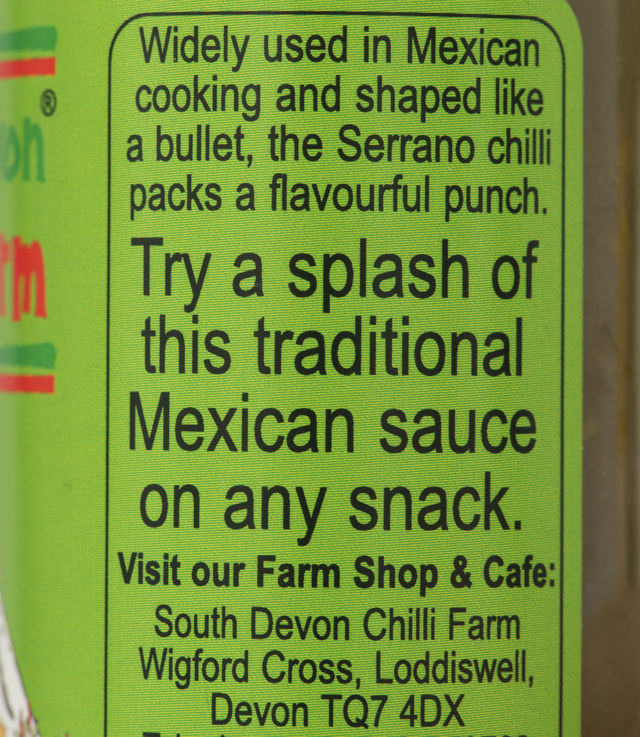 Widely used in Mexican
cooking and shaped like
a bullet, the Serrano chilli
packs a flavourful punch.
Try a splash of
this traditional
Mexican sauce
on any snack.
Visit our Farm Shop & Cafe:
South Devon Chilli Farm
Wigford Cross, Loddiswell,
Devon TQ7 4DX